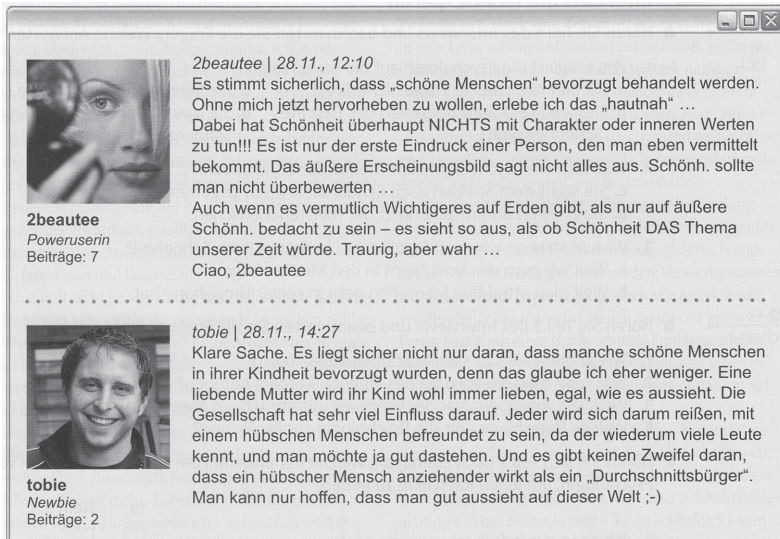 2beautee | 28.11., 12:10
Es stimmt sicherlich, dass „schöne Menschen“ bevorzugt behandelt werden.
Ohne mich jetzt hervorheben zu wollen, erlebe ich das „hautnah“ …
Dabei hat Schönheit überhaupt NICHTS mit Charakter oder inneren Werten
zu tun!!! Es ist nur der erste Eindruck einer Person, den man eben vermittelt
bekommt. Das äußere Erscheinungsbild sagt nicht alles aus. Schönh. sollte
man nicht überbewerten …
Auch wenn es vermutlich Wichtigeres auf Erden gibt, als nur auf äußere
Schönh. bedacht zu sein – es sieht so aus, als ob Schönheit DAS Thema
unserer Zeit würde. Traurig, aber wahr …
Ciao, 2beautee
2beautee
Poweruserin
Beiträge: 7
tobie | 28.11., 14:27
Klare Sache. Es liegt sicher nicht nur daran, dass manche schöne Menschen
in ihrer Kindheit bevorzugt wurden, denn das glaube ich eher weniger. Eine
liebende Mutter wird ihr Kind wohl immer lieben, egal, wie es aussieht. Die
Gesellschaft hat sehr viel Einfluss darauf. Jeder wird sich darum reißen, mit
einem hübschen Menschen befreundet zu sein, da der wiederum viele Leute
kennt, und man möchte ja gut dastehen. Und es gibt keinen Zweifel daran,
dass ein hübscher Mensch anziehender wirkt als ein „Durchschnittsbürger“.
Man kann nur hoffen, dass man gut aussieht auf dieser Welt ;-)
tobie
Newbie
Beiträge: 2